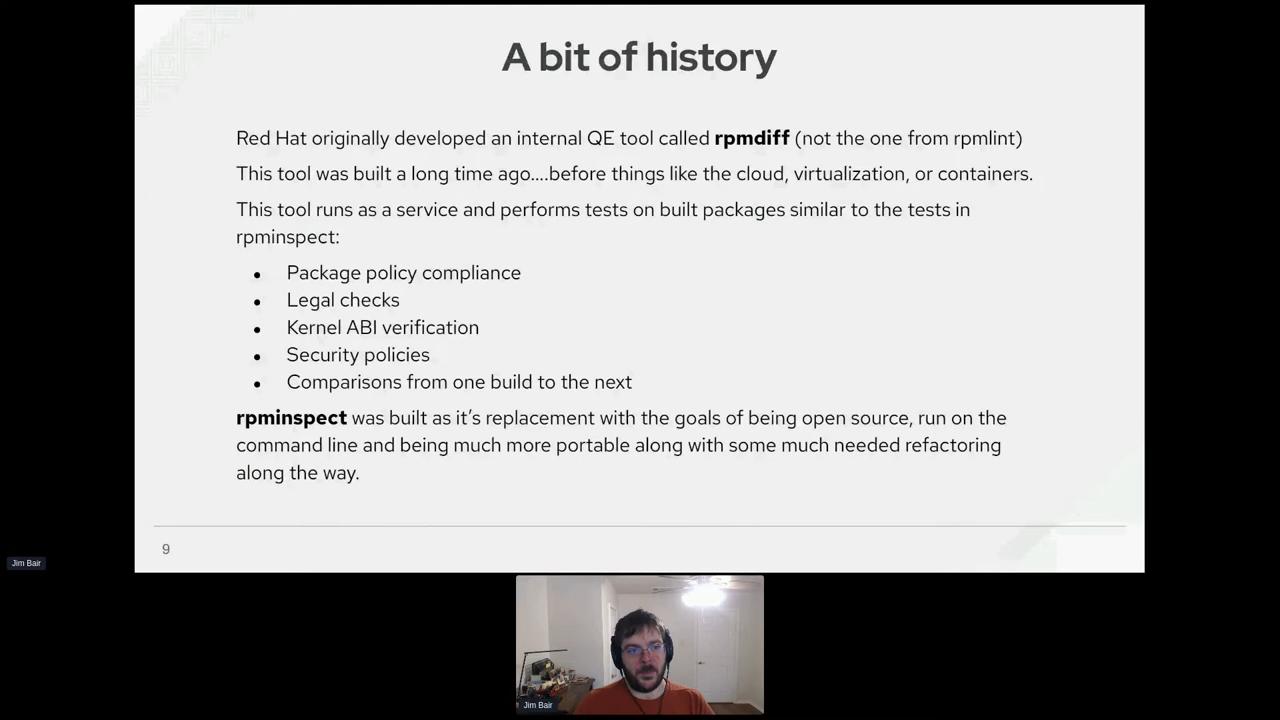 A bit of history
Red Hat originally developed an internal QE tool called rpmdiff (not the one from rpmlint)
This tool was built a long time ago....before things like the cloud, virtualization, or containers.
This tool runs as a service and performs tests on built packages similar to the tests in
rpminspect:
● Package policy compliance
● Legal checks
● Kernel ABI verification
● Security policies
● Comparisons from one build to the next
rpminspect was built as it's replacement with the goals of being open source, run on the
command line and being much more portable along with some much needed refactoring
along the way.
9
Jim Bair
Jim Bair